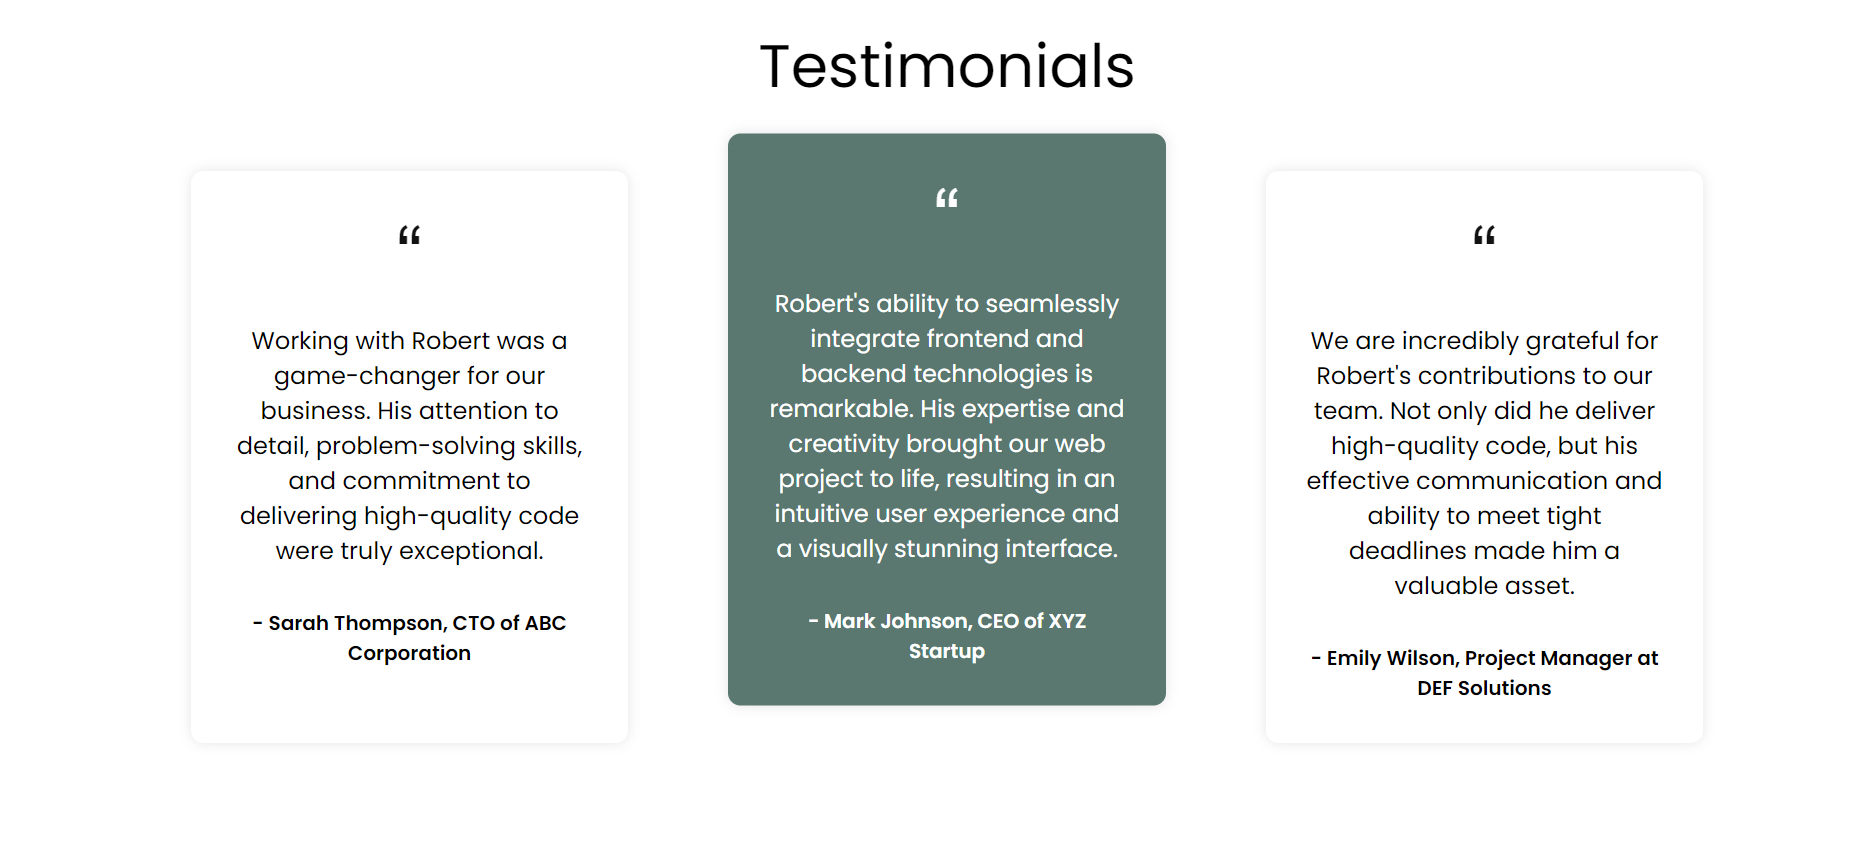 Testimonials
“
Working with Robert was a
game-changer for our
business. His attention to
detail, problem-solving skills,
and commitment to
delivering high-quality code
were truly exceptional.
- Sarah Thompson, CTO of ABC
Corporation
“
Robert's ability to seamlessly
integrate frontend and
backend technologies is
remarkable. His expertise and
creativity brought our web
project to life, resulting in an
intuitive user experience and
a visually stunning interface.
- Mark Johnson, CEO of XYZ
Startup
“
We are incredibly grateful for
Robert's contributions to our
team. Not only did he deliver
high-quality code, but his
effective communication and
ability to meet tight
deadlines made him a
valuable asset.
- Emily Wilson, Project Manager at
DEF Solutions